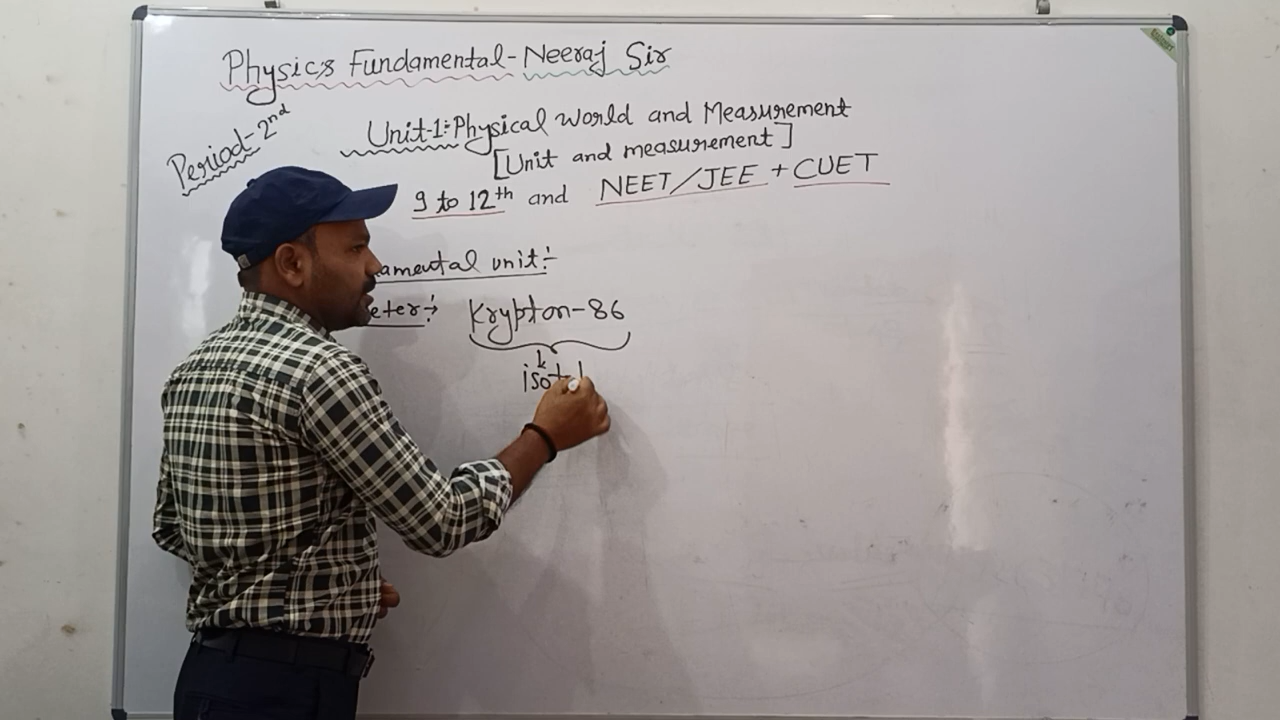 Physics Fundamental-Neeraj Sir
Period-2nd
Unit-1:Physical World and Measurement
[Unit and measurement]
9 to 12th and NEET/JEE + CUET
amental unit:-
eter:→ Krypton-86